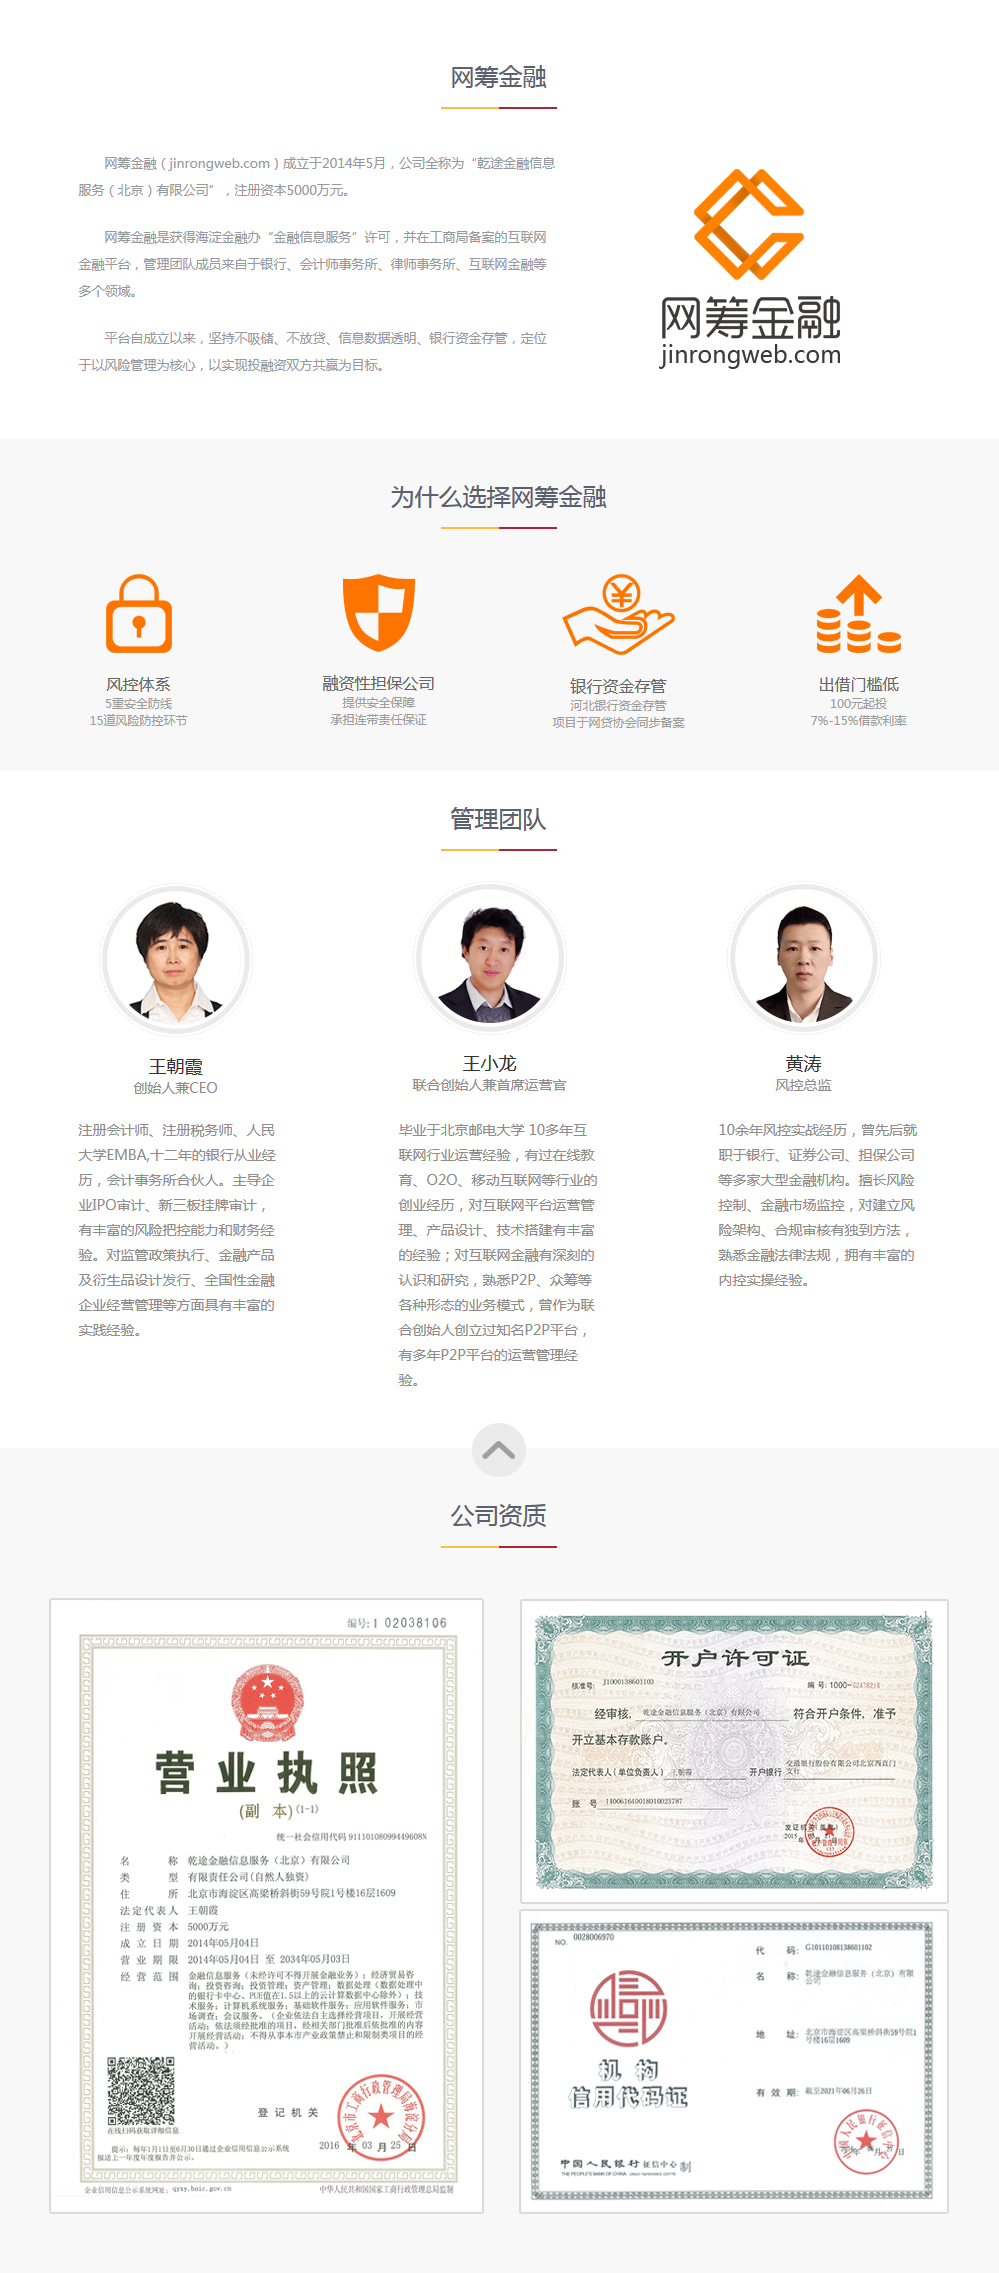 网筹金融
网筹金融（jinrongweb.com）成立于2014年5月，公司全称为“乾途金融信息
服务（北京）有限公司”，注册资本5000万元。
网筹金融是获得海淀金融办“金融信息服务”许可，并在工商局备案的互联网
金融平台，管理团队成员来自于银行、会计师事务所、律师事务所、互联网金融等
多个领域。
平台自成立以来，坚持不吸储、不放贷、信息数据透明、银行资金存管，定位
于以风险管理为核心，以实现投融资双方共赢为目标。
网筹金融
jinrongweb.com
为什么选择网筹金融
风控体系
5重安全防线
15道风险防控环节
融资性担保公司
提供安全保障
承担连带责任保证
银行资金存管
河北银行资金存管
项目于网贷协会同步备案
出借门槛低
100元起投
7%-15%借款利率
管理团队
王朝霞
创始人兼CEO
注册会计师、注册税务师、人民
大学EMBA,十二年的银行从业经
历，会计事务所合伙人。主导企
业IPO审计、新三板挂牌审计，
有丰富的风险把控能力和财务经
验。对监管政策执行、金融产品
及衍生品设计发行、全国性金融
企业经营管理等方面具有丰富的
实践经验。
王小龙
联合创始人兼首席运营官
毕业于北京邮电大学 10多年互
联网行业运营经验，有过在线教
育、O2O、移动互联网等行业的
创业经历，对互联网平台运营管
理、产品设计、技术搭建有丰富
的经验；对互联网金融有深刻的
认识和研究，熟悉P2P、众筹等
各种形态的业务模式，曾作为联
合创始人创立过知名P2P平台，
有多年P2P平台的运营管理经
验。
黄涛
风控总监
10余年风控实战经历，曾先后就
职于银行、证券公司、担保公司
等多家大型金融机构。擅长风险
控制、金融市场监控，对建立风
险架构、合规审核有独到方法，
熟悉金融法律法规，拥有丰富的
内控实操经验。
公司资质
编号:1 02038106
营业执照
(副 本)(1-1)
统一社会信用代码 91110108099449608N
名 称 乾途金融信息服务（北京）有限公司
类 型 有限责任公司(自然人独资)
住 所 北京市海淀区高梁桥斜街59号院1号楼16层1609
法定代表人 王朝霞
注册资本 5000万元
成立日期 2014年05月04日
营业期限 2014年05月04日 至 2034年05月03日
经营范围 金融信息服务（未经许可不得开展金融业务）；经济贸易咨
询；投资咨询；投资管理；资产管理；数据处理（数据处理中
的银行卡中心、PUE值在1.5以上的云计算数据中心除外）；技
术服务；计算机系统服务；基础软件服务；应用软件服务；市
场调查；会议服务。（企业依法自主选择经营项目，开展经营
活动；依法须经批准的项目，经相关部门批准后依批准的内容
开展经营活动；不得从事本市产业政策禁止和限制类项目的经
营活动。）
在线扫码获取详细信息
登记机关
2016 年 03 月 25 日
提示：每年1月1日至6月30日通过企业信用信息公示系统
报送上一年度年度报告并公示。
企业信用信息公示系统网址：qyxy.baic.gov.cn
中华人民共和国国家工商行政管理总局监制
开户许可证
核准号： J1000138601103
编号: 1000-02476218
经审核，乾途金融信息服务（北京）有限公司 符合开户条件，准予
开立基本存款账户。
法定代表人（单位负责人） 王朝霞 开户银行 交通银行股份有限公司北京西直门
支行
账 号 110061640018010023787
NO. 0028006970
代 码： G10110108138601102
名 称： 乾途金融信息服务（北京）有限
公司
地 址： 北京市海淀区高梁桥斜街59号院1
号楼16层1609
有效期： 截至2021年06月26日
机构
信用代码证
中国人民银行 征信中心 制
THE PEOPLE'S BANK OF CHINA CREDIT REFERENCE CENTRE